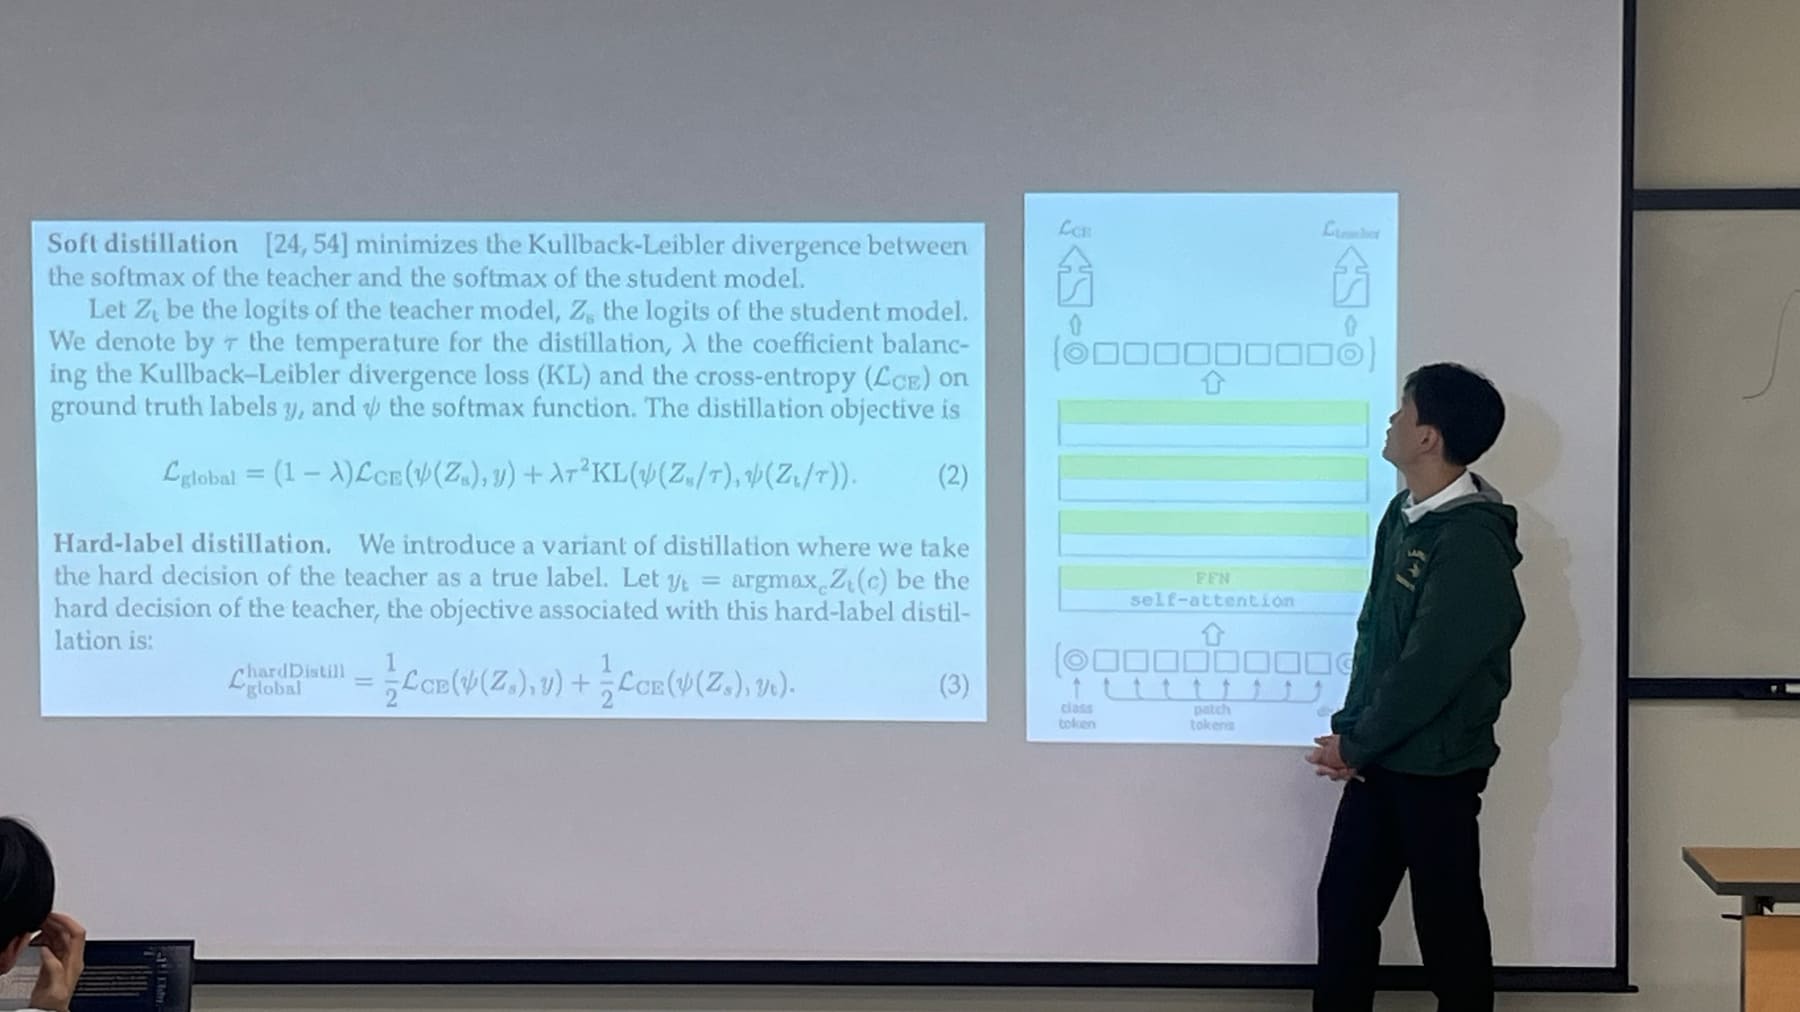 Soft distillation [24, 54] minimizes the Kullback-Leibler divergence between
the softmax of the teacher and the softmax of the student model.
Let Zₜ be the logits of the teacher model, Zₛ the logits of the student model.
We denote by τ the temperature for the distillation, λ the coefficient balanc-
ing the Kullback–Leibler divergence loss (KL) and the cross-entropy (ℒCE) on
ground truth labels y, and ψ the softmax function. The distillation objective is
ℒglobal = (1 − λ)ℒCE(ψ(Zₛ), y) + λτ²KL(ψ(Zₛ/τ), ψ(Zₜ/τ)). (2)
Hard-label distillation. We introduce a variant of distillation where we take
the hard decision of the teacher as a true label. Let yₜ = argmax_c Zₜ(c) be the
hard decision of the teacher, the objective associated with this hard-label distil-
lation is:
ℒ_global^hardDistill = 1/2 ℒCE(ψ(Zₛ), y) + 1/2 ℒCE(ψ(Zₛ), yₜ). (3)
ℒCE
ℒteacher
FFN
self-attention
class
token
patch
tokens